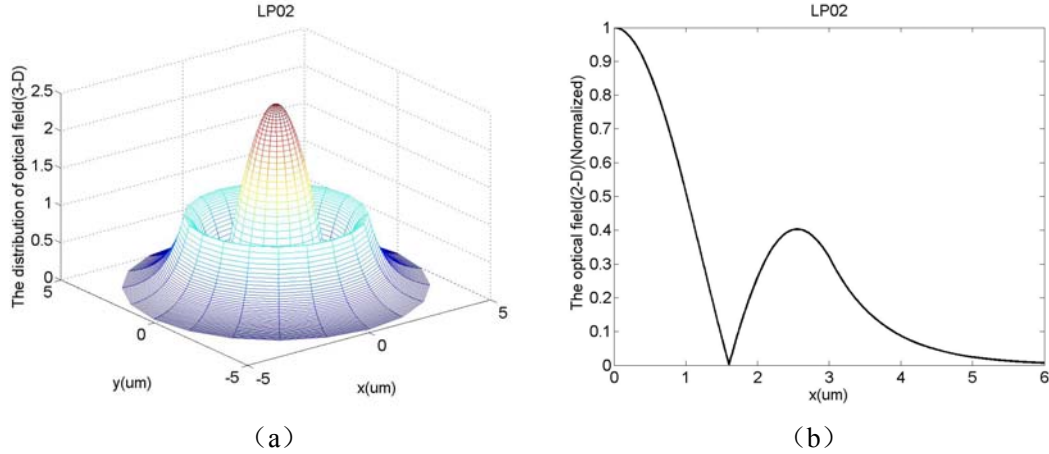 LP02
The distribution of optical field(3-D)
2.5
2
1.5
1
0.5
0
5
0
-5
y(um)
-5
0
5
x(um)
(a)
LP02
The optical field(2-D)(Normalized)
1
0.9
0.8
0.7
0.6
0.5
0.4
0.3
0.2
0.1
0
0 1 2 3 4 5 6
x(um)
(b)